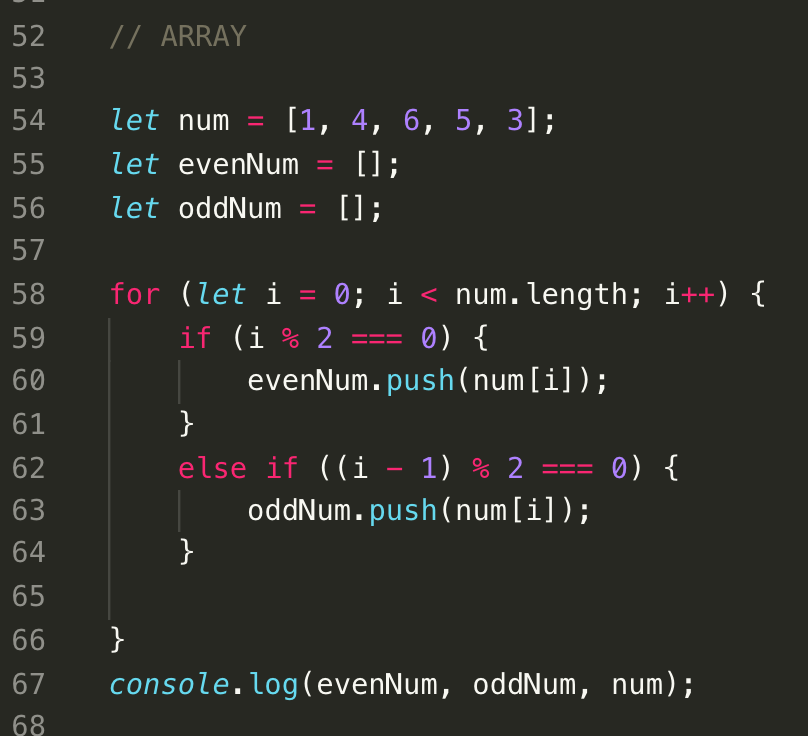 52 // ARRAY
53
54 let num = [1, 4, 6, 5, 3];
55 let evenNum = [];
56 let oddNum = [];
57
58 for (let i = 0; i < num.length; i++) {
59 if (i % 2 === 0) {
60 evenNum.push(num[i]);
61 }
62 else if ((i - 1) % 2 === 0) {
63 oddNum.push(num[i]);
64 }
65
66 }
67 console.log(evenNum, oddNum, num);
68